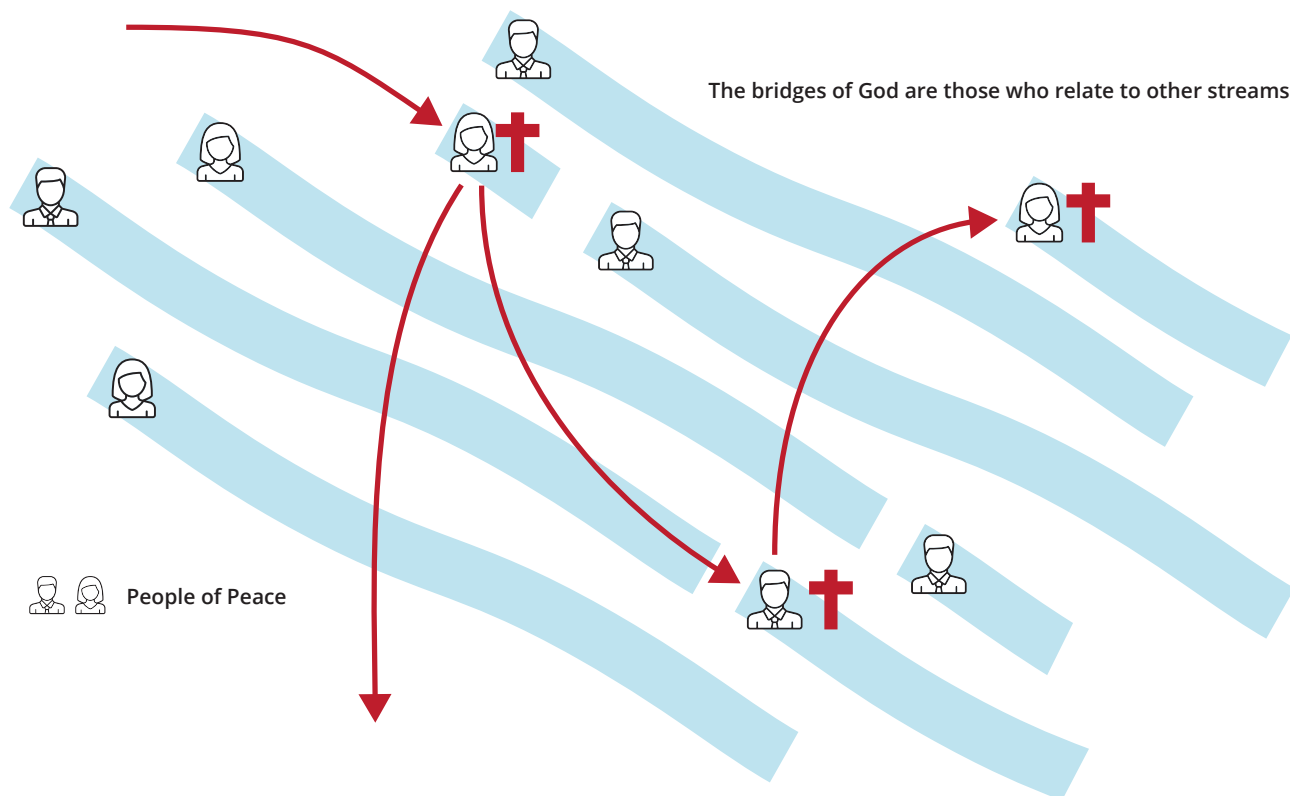 The bridges of God are those who relate to other streams
People of Peace